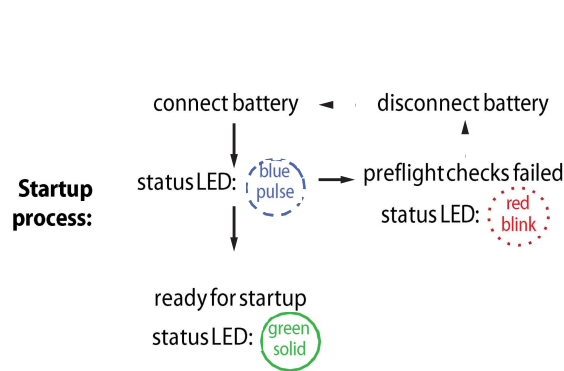 connect battery
disconnect battery
Startup
process:
status LED:
blue
pulse
preflight checks failed
status LED:
red
blink
ready for startup
status LED:
green
solid